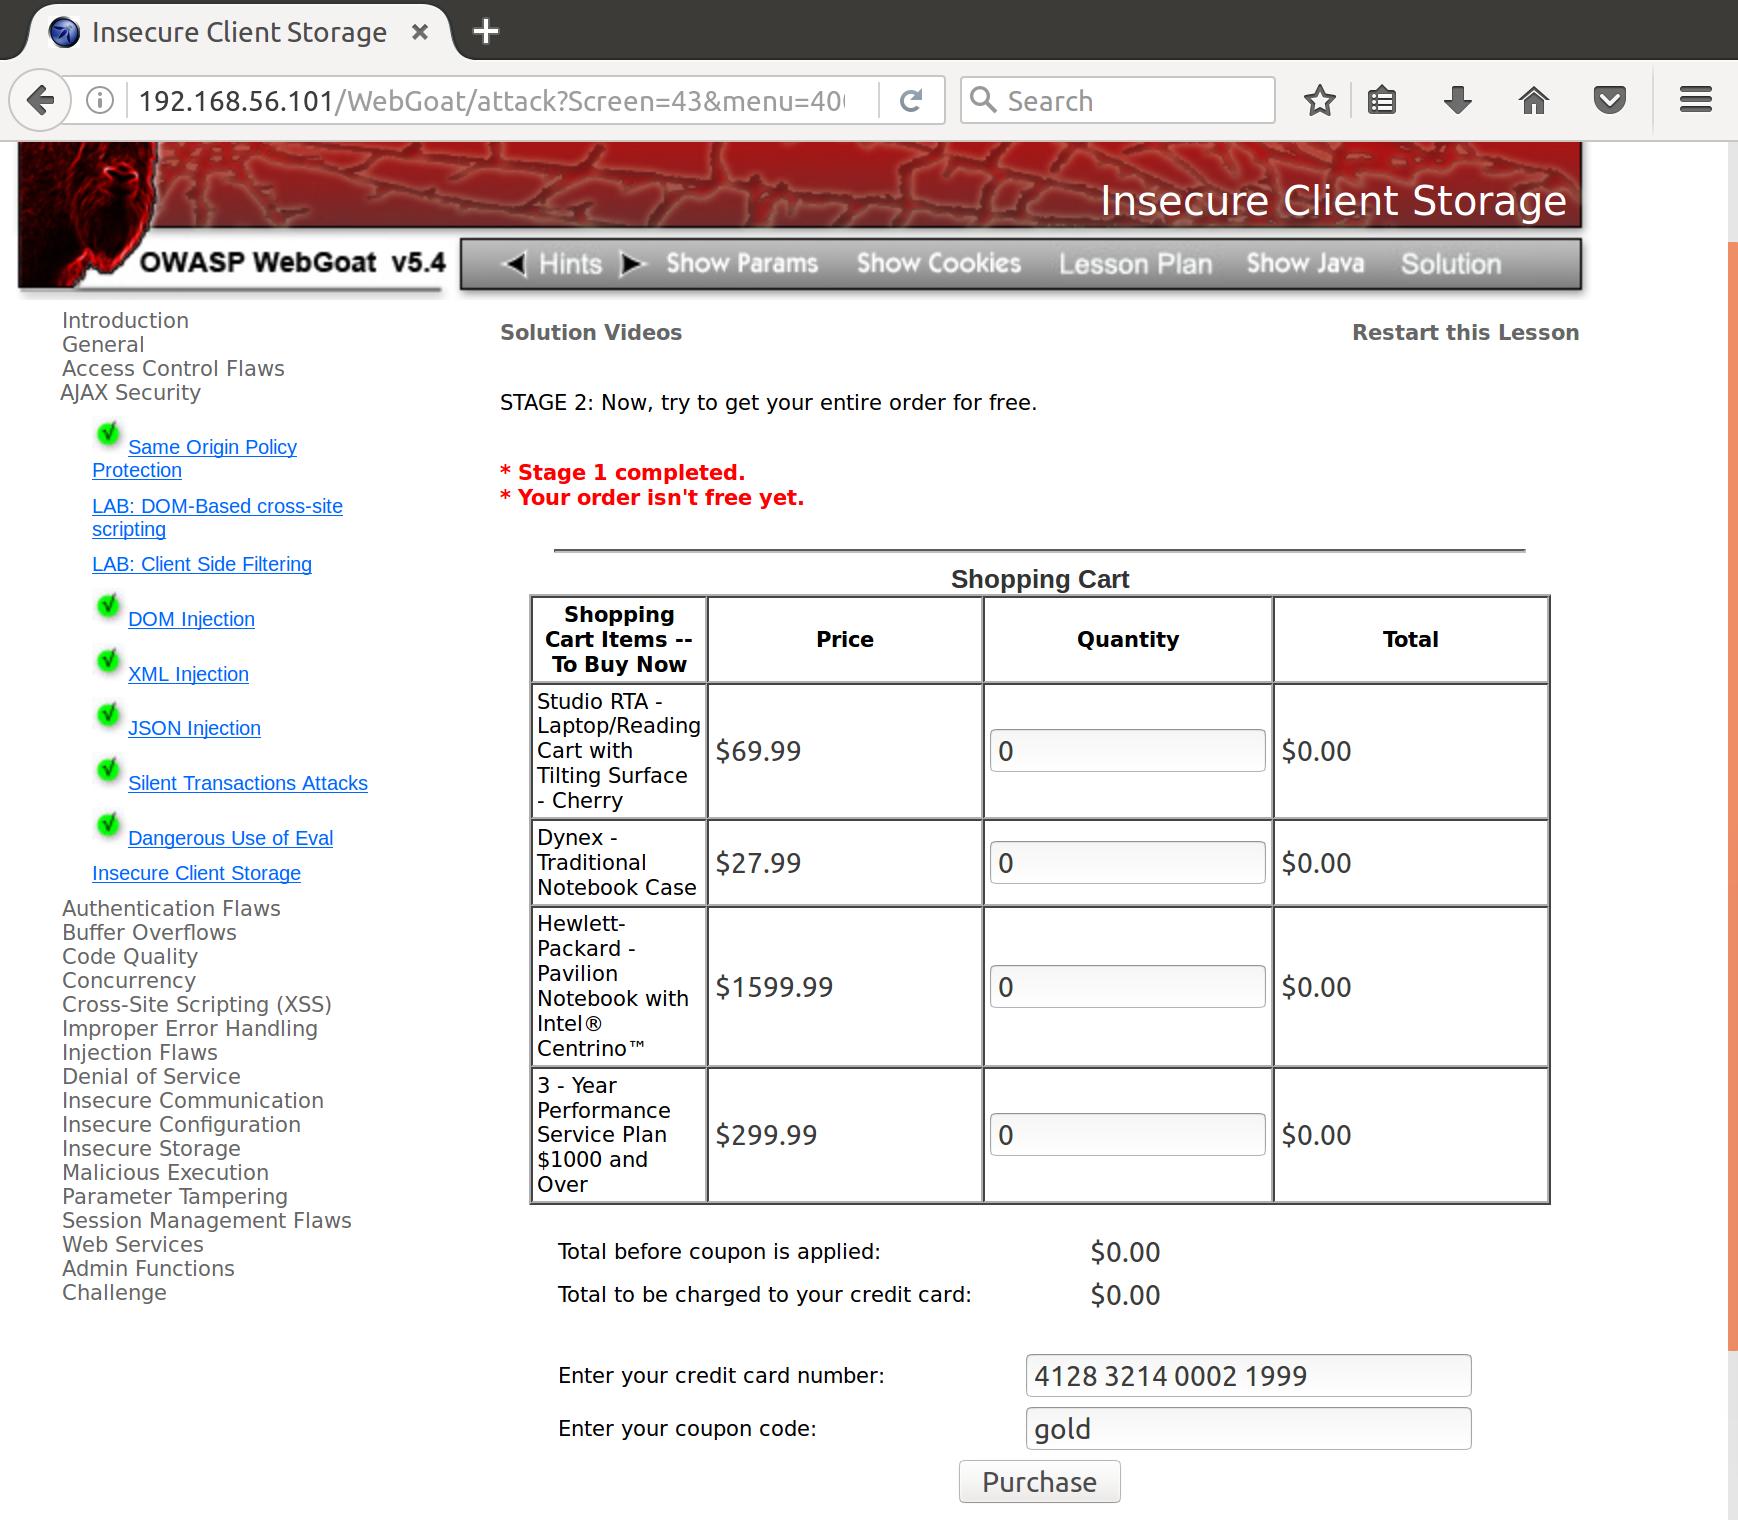 Insecure Client Storage
192.168.56.101/WebGoat/attack?Screen=43&menu=40
Search
Insecure Client Storage
OWASP WebGoat v5.4
Hints
Show Params
Show Cookies
Lesson Plan
Show Java
Solution
Introduction
General
Access Control Flaws
AJAX Security
Same Origin Policy
Protection
LAB: DOM-Based cross-site
scripting
LAB: Client Side Filtering
DOM Injection
XML Injection
JSON Injection
Silent Transactions Attacks
Dangerous Use of Eval
Insecure Client Storage
Authentication Flaws
Buffer Overflows
Code Quality
Concurrency
Cross-Site Scripting (XSS)
Improper Error Handling
Injection Flaws
Denial of Service
Insecure Communication
Insecure Configuration
Insecure Storage
Malicious Execution
Parameter Tampering
Session Management Flaws
Web Services
Admin Functions
Challenge
Solution Videos
Restart this Lesson
STAGE 2: Now, try to get your entire order for free.
* Stage 1 completed.
* Your order isn't free yet.
Shopping Cart
Shopping
Cart Items --
To Buy Now
Price
Quantity
Total
Studio RTA -
Laptop/Reading
Cart with
Tilting Surface
- Cherry
$69.99
0
$0.00
Dynex -
Traditional
Notebook Case
$27.99
0
$0.00
Hewlett-
Packard -
Pavilion
Notebook with
Intel®
Centrino™
$1599.99
0
$0.00
3 - Year
Performance
Service Plan
$1000 and
Over
$299.99
0
$0.00
Total before coupon is applied:
$0.00
Total to be charged to your credit card:
$0.00
Enter your credit card number:
4128 3214 0002 1999
Enter your coupon code:
gold
Purchase